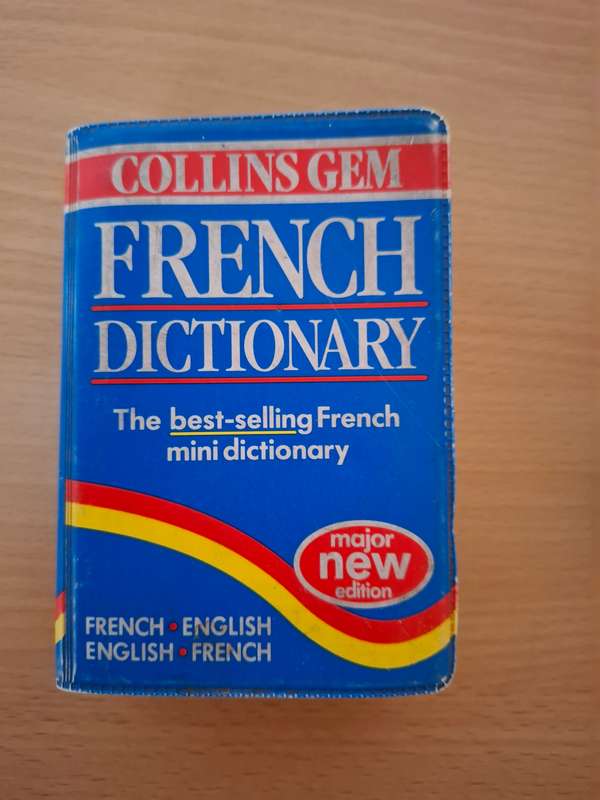 COLLINS GEM
FRENCH
DICTIONARY
The best-selling French
mini dictionary
major
new
edition
FRENCH • ENGLISH
ENGLISH • FRENCH